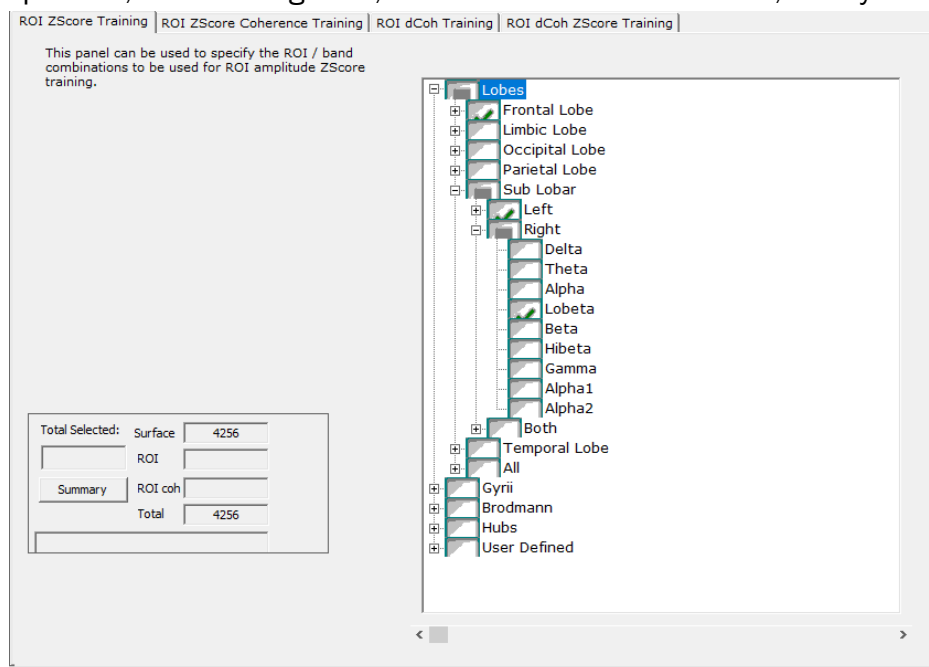 ROI ZScore Training
ROI ZScore Coherence Training
ROI dCoh Training
ROI dCoh ZScore Training
This panel can be used to specify the ROI / band
combinations to be used for ROI amplitude ZScore
training.
Lobes
Frontal Lobe
Limbic Lobe
Occipital Lobe
Parietal Lobe
Sub Lobar
Left
Right
Delta
Theta
Alpha
Lobeta
Beta
Hibeta
Gamma
Alpha1
Alpha2
Both
Temporal Lobe
All
Gyrii
Brodmann
Hubs
User Defined
Total Selected:
Surface 4256
ROI
Summary
ROI coh
Total 4256